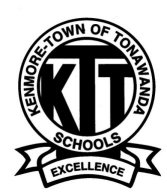 KENMORE-TOWN OF TONAWANDA
KTT
SCHOOLS
EXCELLENCE